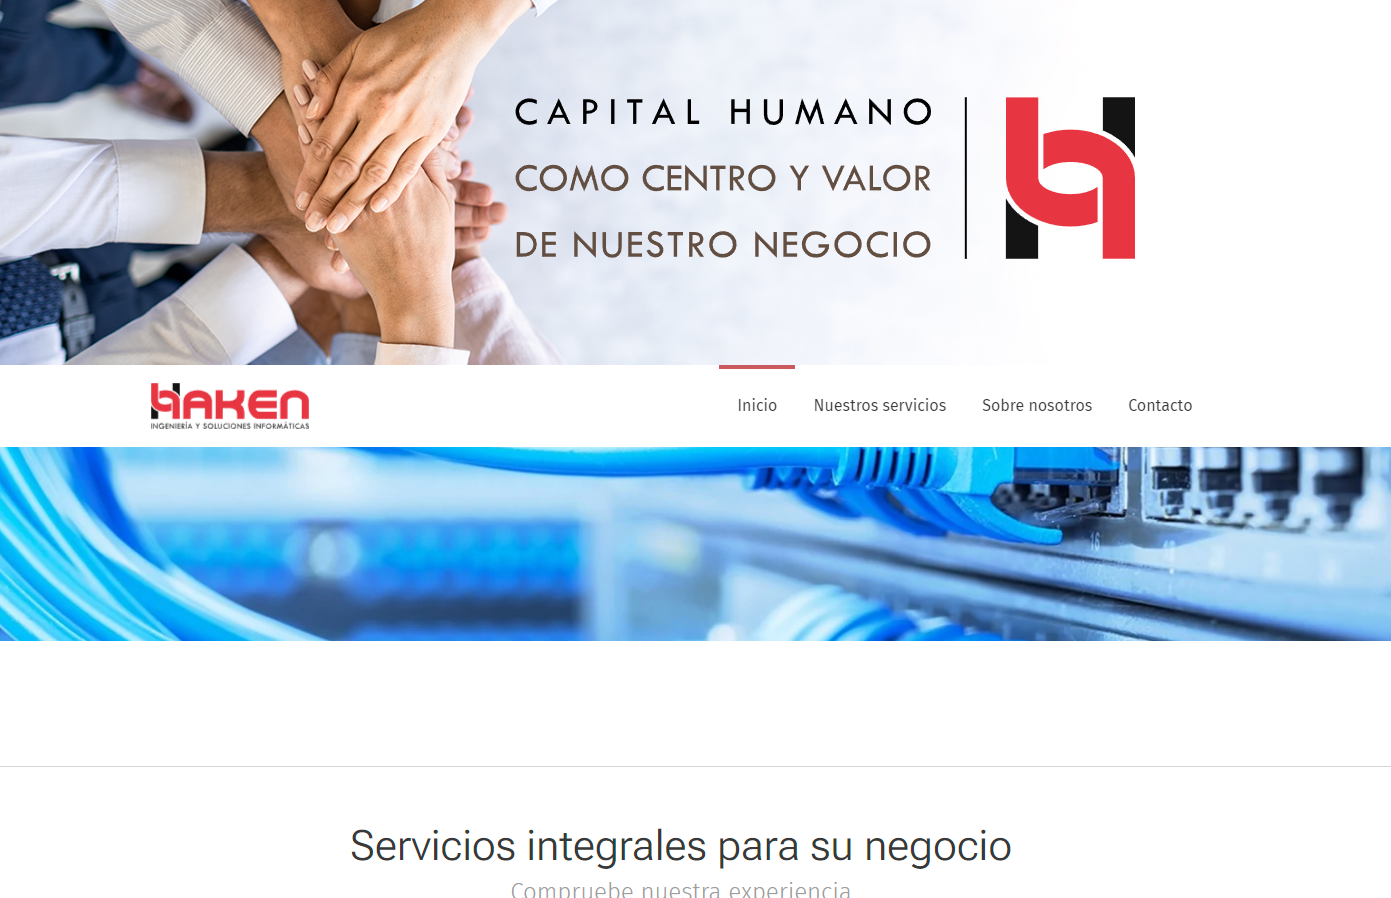 CAPITAL HUMANO
COMO CENTRO Y VALOR
DE NUESTRO NEGOCIO
HAKEN
INGENIERÍA Y SOLUCIONES INFORMÁTICAS
Inicio
Nuestros servicios
Sobre nosotros
Contacto
16
Servicios integrales para su negocio
Compruebe nuestra experiencia